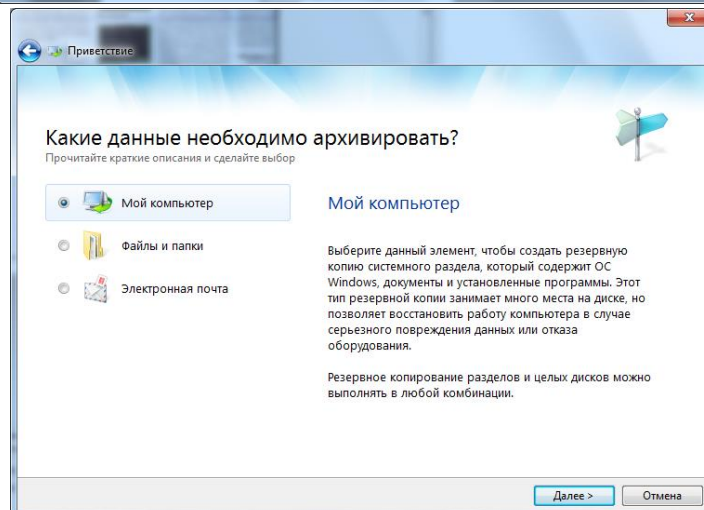 Приветствие
Какие данные необходимо архивировать?
Прочитайте краткие описания и сделайте выбор
Мой компьютер
Файлы и папки
Электронная почта
Мой компьютер
Выберите данный элемент, чтобы создать резервную
копию системного раздела, который содержит ОС
Windows, документы и установленные программы. Этот
тип резервной копии занимает много места на диске, но
позволяет восстановить работу компьютера в случае
серьезного повреждения данных или отказа
оборудования.
Резервное копирование разделов и целых дисков можно
выполнять в любой комбинации.
Далее >
Отмена